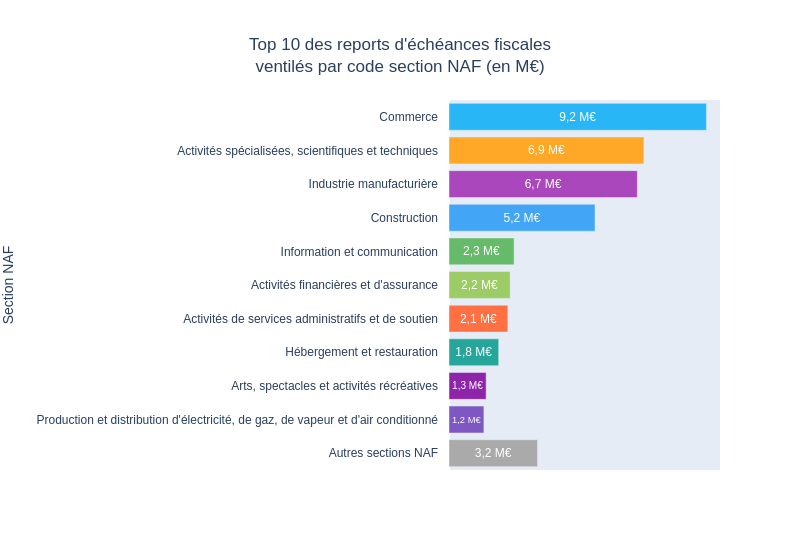 Top 10 des reports d'échéances fiscales
ventilés par code section NAF (en M€)
Section NAF
Commerce 9,2 M€
Activités spécialisées, scientifiques et techniques 6,9 M€
Industrie manufacturière 6,7 M€
Construction 5,2 M€
Information et communication 2,3 M€
Activités financières et d'assurance 2,2 M€
Activités de services administratifs et de soutien 2,1 M€
Hébergement et restauration 1,8 M€
Arts, spectacles et activités récréatives 1,3 M€
Production et distribution d'électricité, de gaz, de vapeur et d'air conditionné 1,2 M€
Autres sections NAF 3,2 M€